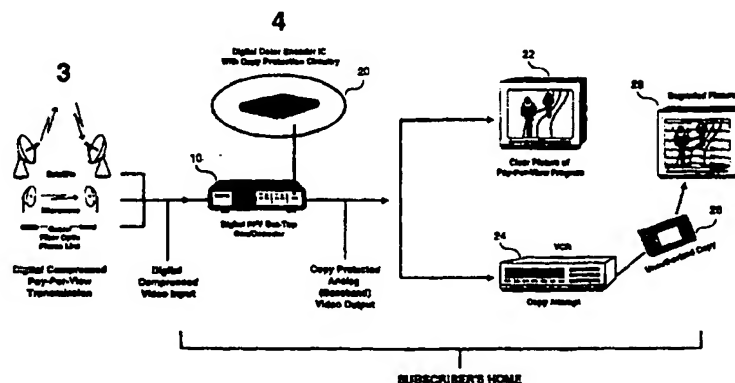 4
Digital Color Encoder IC
With Copy Protection Circuitry
20
3
Satellite
Microwave
Fiber Optic
Phone Line
Digital Compressed
Pay-Per-View
Transmission
10
Digital PPV Set-Top
Box/Decoder
Digital
Compressed
Video Input
Copy Protected
Analog
(Baseband)
Video Output
22
Clear Picture of
Pay-Per-View Program
Degraded Picture
24
VCR
Copy Attempt
Unauthorized Copy
SUBSCRIBER'S HOME